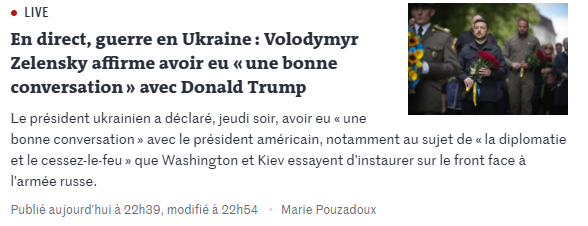 LIVE
En direct, guerre en Ukraine : Volodymyr
Zelensky affirme avoir eu « une bonne
conversation » avec Donald Trump
Le président ukrainien a déclaré, jeudi soir, avoir eu « une
bonne conversation » avec le président américain, notamment au sujet de « la diplomatie
et le cessez-le-feu » que Washington et Kiev essayent d’instaurer sur le front face à
l’armée russe.
Publié aujourd’hui à 22h39, modifié à 22h54 • Marie Pouzadoux